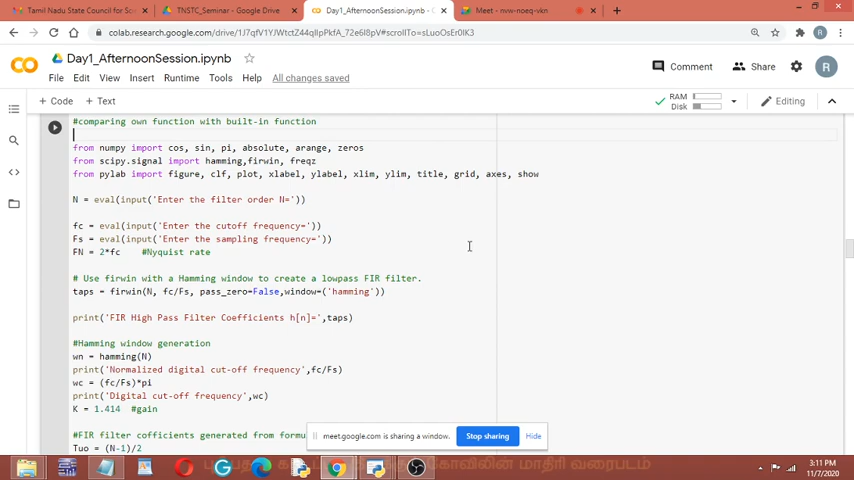 Tamil Nadu State Council for Sci
TNSTC_Seminar - Google Drive
Day1_AfternoonSession.ipynb - C
Meet - nvw-noeq-vkn
colab.research.google.com/drive/1J7qfV1YJWtctZ44qlIpPkfA_72e6l8pV#scrollTo=sLuoOsEr0lK3
Day1_AfternoonSession.ipynb
Comment
Share
R
File Edit View Insert Runtime Tools Help All changes saved
+ Code + Text
RAM
Disk
Editing
#comparing own function with built-in function
from numpy import cos, sin, pi, absolute, arange, zeros
from scipy.signal import hamming,firwin, freqz
from pylab import figure, clf, plot, xlabel, ylabel, xlim, ylim, title, grid, axes, show
N = eval(input('Enter the filter order N='))
fc = eval(input('Enter the cutoff frequency='))
Fs = eval(input('Enter the sampling frequency='))
FN = 2*fc #Nyquist rate
# Use firwin with a Hamming window to create a lowpass FIR filter.
taps = firwin(N, fc/Fs, pass_zero=False,window=('hamming'))
print('FIR High Pass Filter Coefficients h[n]=',taps)
#Hamming window generation
wn = hamming(N)
print('Normalized digital cut-off frequency',fc/Fs)
wc = (fc/Fs)*pi
print('Digital cut-off frequency',wc)
K = 1.414 #gain
#FIR filter cofficients generated from formu
Tuo = (N-1)/2
meet.google.com is sharing a window.
Stop sharing
Hide
மாதிரி வரைபடம்
3:11 PM
11/7/2020